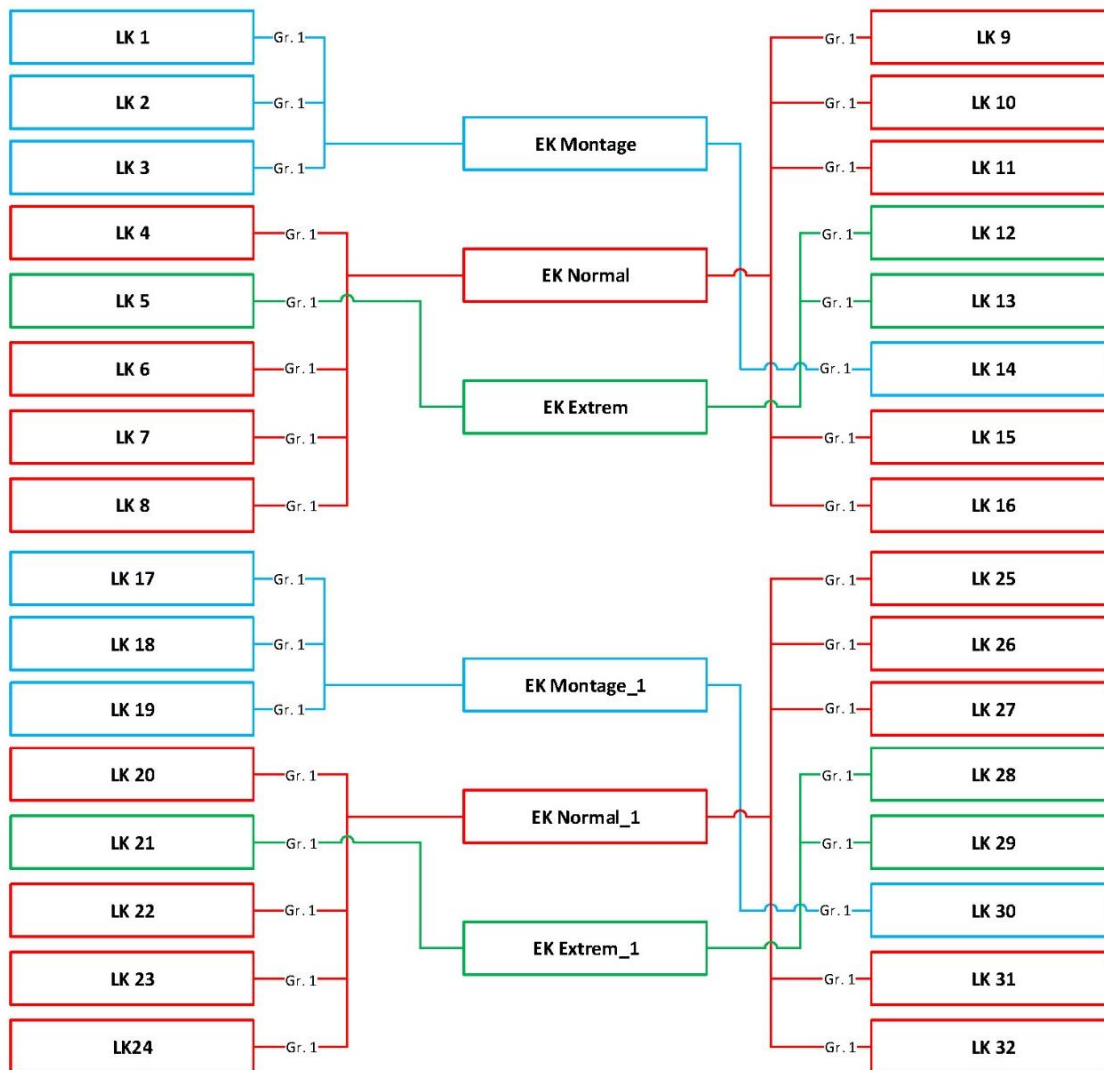 LK 1
Gr. 1
LK 2
Gr. 1
LK 3
Gr. 1
LK 4
Gr. 1
LK 5
Gr. 1
LK 6
Gr. 1
LK 7
Gr. 1
LK 8
Gr. 1
EK Montage
EK Normal
EK Extrem
Gr. 1
LK 9
Gr. 1
LK 10
Gr. 1
LK 11
Gr. 1
LK 12
Gr. 1
LK 13
Gr. 1
LK 14
Gr. 1
LK 15
Gr. 1
LK 16
LK 17
Gr. 1
LK 18
Gr. 1
LK 19
Gr. 1
LK 20
Gr. 1
LK 21
Gr. 1
LK 22
Gr. 1
LK 23
Gr. 1
LK24
Gr. 1
EK Montage_1
EK Normal_1
EK Extrem_1
Gr. 1
LK 25
Gr. 1
LK 26
Gr. 1
LK 27
Gr. 1
LK 28
Gr. 1
LK 29
Gr. 1
LK 30
Gr. 1
LK 31
Gr. 1
LK 32